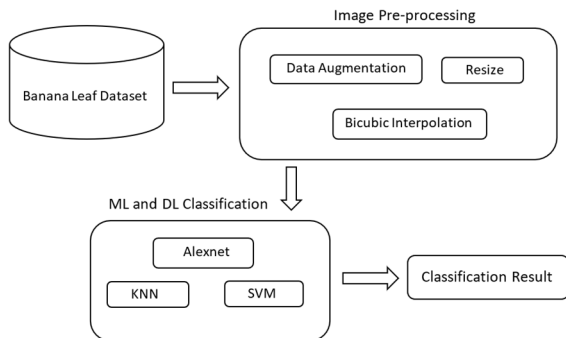 Image Pre-processing
Banana Leaf Dataset
Data Augmentation
Resize
Bicubic Interpolation
ML and DL Classification
Alexnet
KNN
SVM
Classification Result